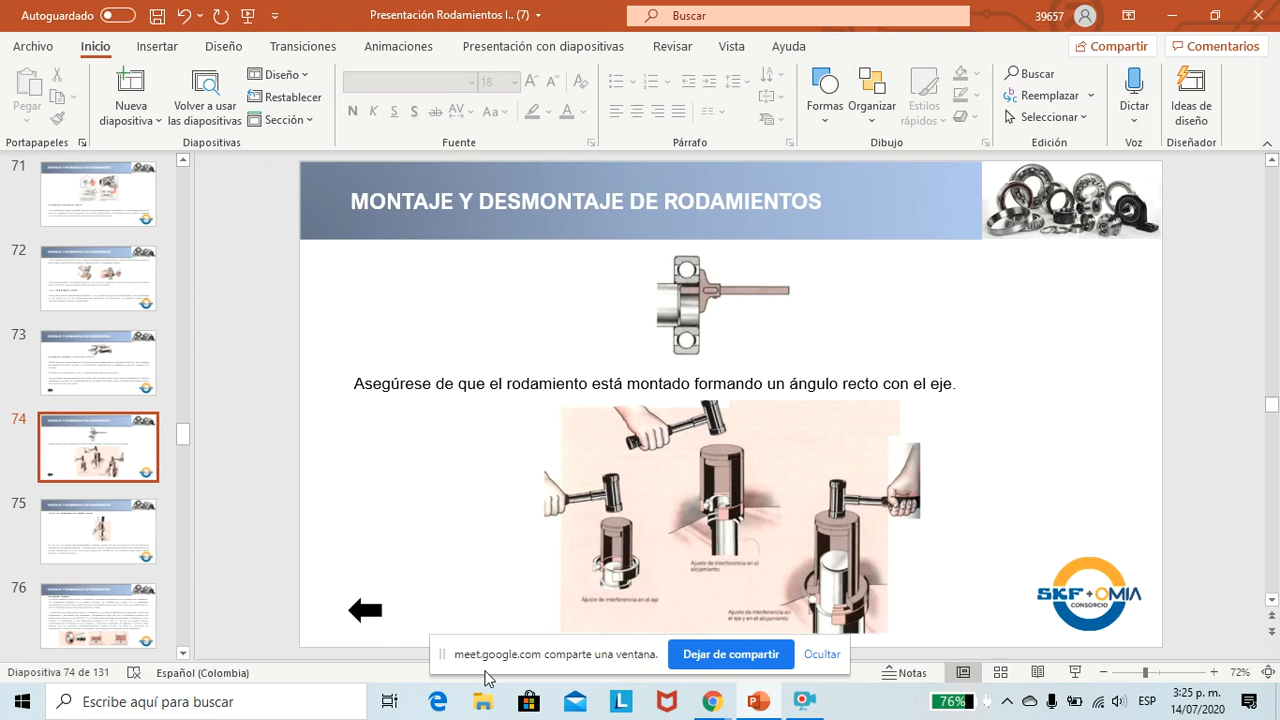 Autoguardado
Presentación Rodamientos I.. (7)
Buscar
39657
Archivo
Inicio
Insertar
Diseño
Transiciones
Animaciones
Presentación con diapositivas
Revisar
Vista
Ayuda
Compartir
Comentarios
Pegar
Nueva
diapositiva
Volver a usar
las diapositivas
Diseño
Restablecer
Sección
18
N K S S ab AV Aa A
Formas
Organizar
Estilos
rápidos
Buscar
Reemplazar
Seleccionar
Dictar
Ideas de
diseño
Portapapeles
Diapositivas
Fuente
Párrafo
Dibujo
Edición
Voz
Diseñador
71
72
73
74
75
76
MONTAJE Y DESMONTAJE DE RODAMIENTOS
Asegúrese de que el rodamiento está montado formando un ángulo recto con el eje.
Ajuste de interferencia en el
alojamiento
Ajuste de interferencia en el eje
Ajuste de interferencia en
el eje y en el alojamiento
SKF+OMIA
CONSORCIO
meet.google.com comparte una ventana.
Dejar de compartir
Ocultar
Diapositiva 74 de 131
Español (Colombia)
Notas
72%
Escribe aquí para buscar
76%
ESP
3:25 p. m.
14/07/2020